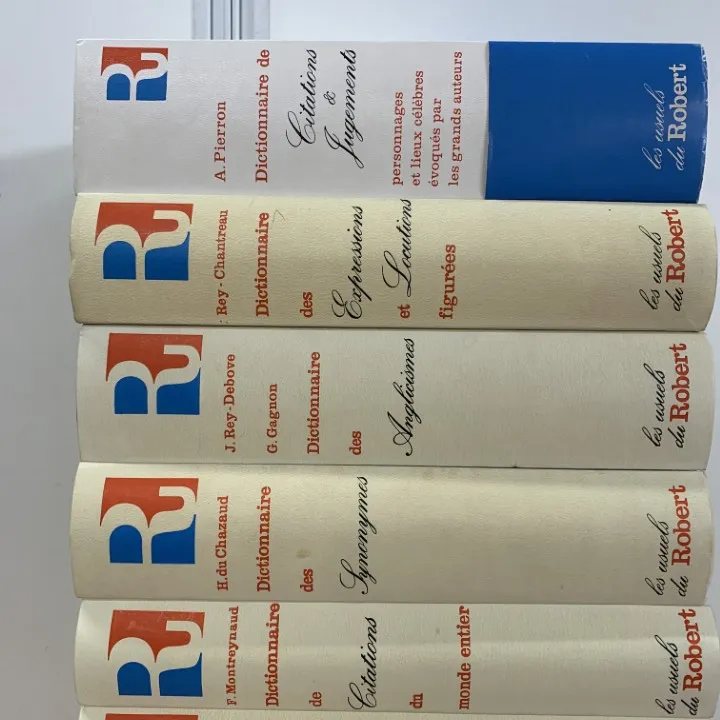 Ru
A. Pierron
Dictionnaire de
Citations
&
Jugements
personnages
et lieux célèbres
évoqués par
les grands auteurs
les usuels
du Robert
Ru
Rey-Chantreau
Dictionnaire
des
Expressions
et Locutions
figurées
les usuels
du Robert
Ru
J. Rey-Debove
G. Gagnon
Dictionnaire
des
Anglicismes
les usuels
du Robert
Ru
H. du Chazaud
Dictionnaire
des
Synonymes
les usuels
du Robert
Ru
F. Montreynaud
Dictionnaire
de
Citations
du
monde entier
les usuels
du Robert